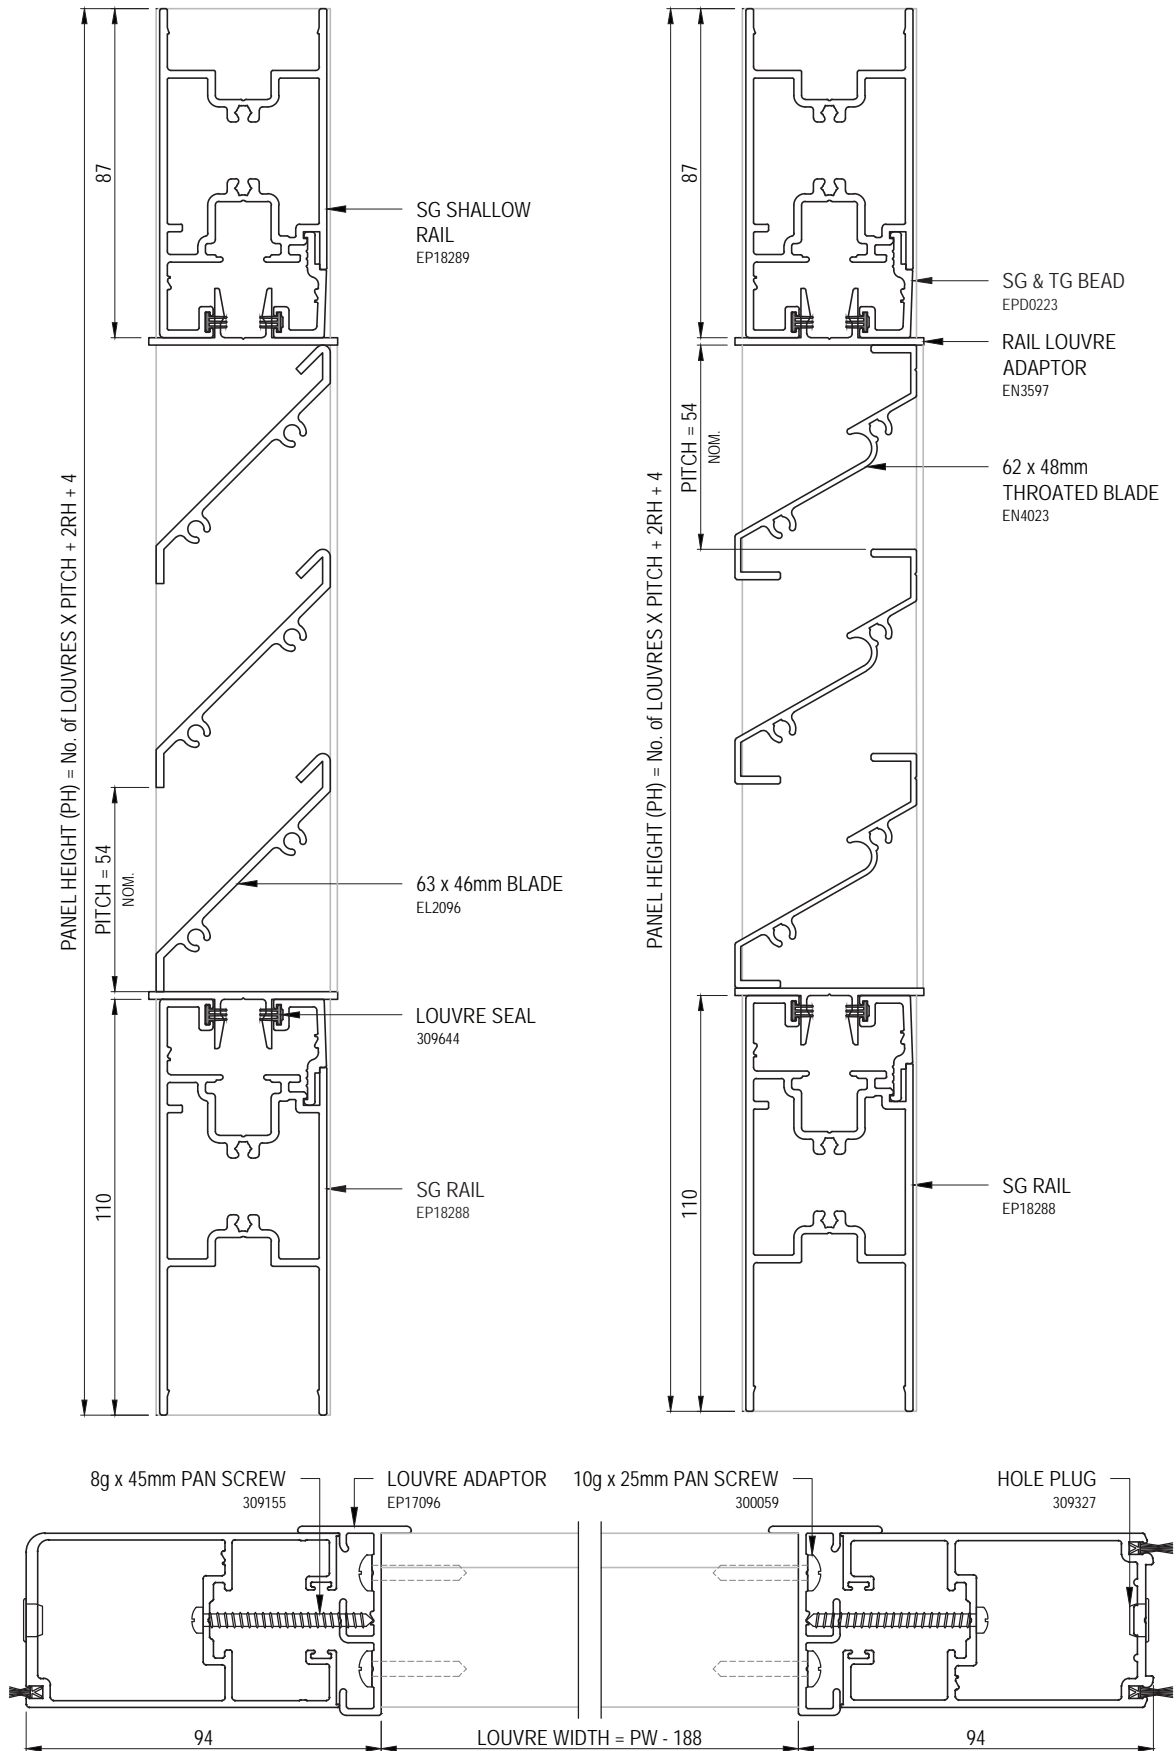 PANEL HEIGHT (PH) = No. of LOUVRES X PITCH + 2RH + 4
87
SG SHALLOW
RAIL
EP18289
PITCH = 54
NOM.
63 x 46mm BLADE
EL2096
LOUVRE SEAL
309644
110
SG RAIL
EP18288
PANEL HEIGHT (PH) = No. of LOUVRES X PITCH + 2RH + 4
87
SG & TG BEAD
EPD0223
RAIL LOUVRE
ADAPTOR
EN3597
PITCH = 54
NOM.
62 x 48mm
THROATED BLADE
EN4023
110
SG RAIL
EP18288
8g x 45mm PAN SCREW
309155
LOUVRE ADAPTOR
EP17096
10g x 25mm PAN SCREW
300059
HOLE PLUG
309327
94
LOUVRE WIDTH = PW - 188
94